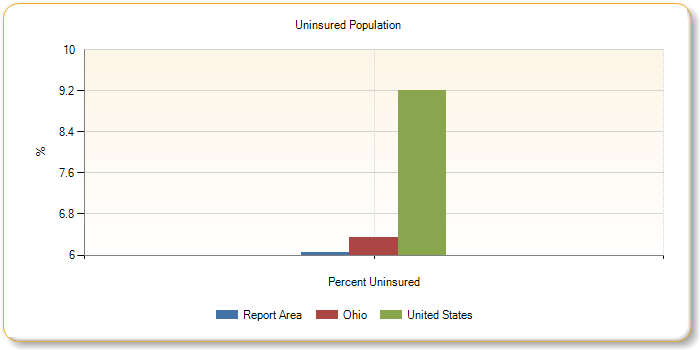 Uninsured Population
10
9.2
8.4
7.6
6.8
6
%
Percent Uninsured
Report Area Ohio United States